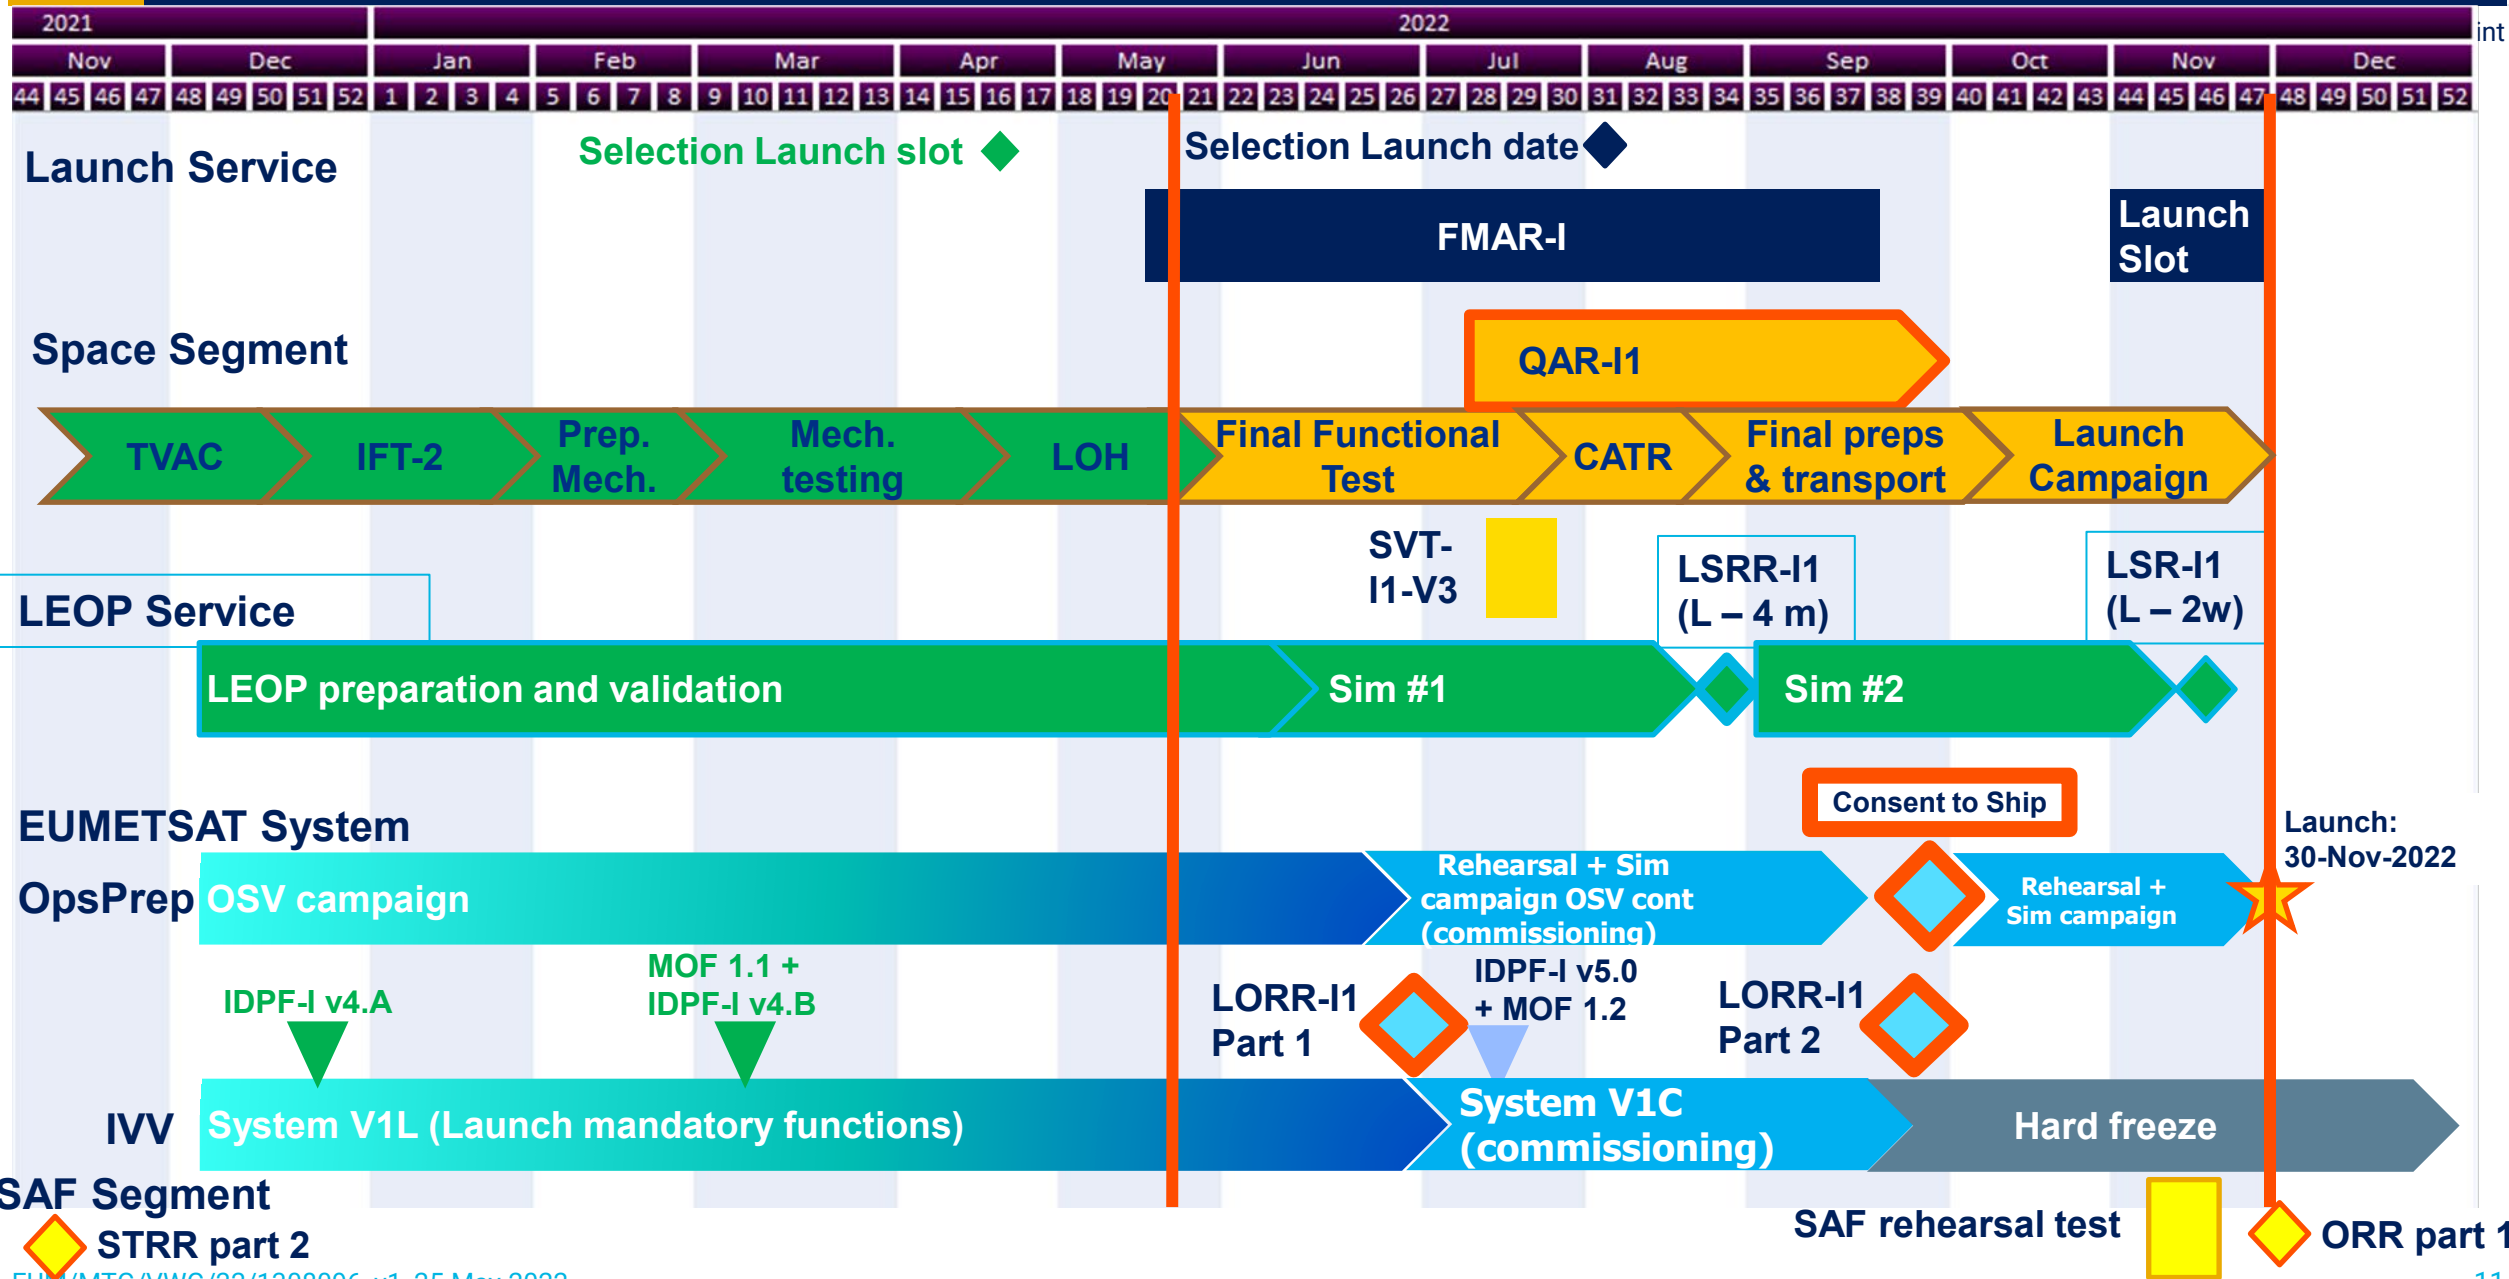 2021 2022
int
Nov Dec Jan Feb Mar Apr May Jun Jul Aug Sep Oct Nov Dec
44 45 46 47 48 49 50 51 52 1 2 3 4 5 6 7 8 9 10 11 12 13 14 15 16 17 18 19 20 21 22 23 24 25 26 27 28 29 30 31 32 33 34 35 36 37 38 39 40 41 42 43 44 45 46 47 48 49 50 51 52
Launch Service
Selection Launch slot
Selection Launch date
FMAR-I
Launch
Slot
Space Segment
QAR-I1
TVAC
IFT-2
Prep.
Mech.
Mech.
testing
LOH
Final Functional
Test
CATR
Final preps
& transport
Launch
Campaign
SVT-
I1-V3
LSRR-I1
(L – 4 m)
LSR-I1
(L – 2w)
LEOP Service
LEOP preparation and validation
Sim #1
Sim #2
Consent to Ship
EUMETSAT System
Launch:
30-Nov-2022
OpsPrep
OSV campaign
Rehearsal + Sim
campaign OSV cont
(commissioning)
Rehearsal +
Sim campaign
IDPF-I v4.A
MOF 1.1 +
IDPF-I v4.B
LORR-I1
Part 1
IDPF-I v5.0
+ MOF 1.2
LORR-I1
Part 2
IVV
System V1L (Launch mandatory functions)
System V1C
(commissioning)
Hard freeze
SAF Segment
STRR part 2
SAF rehearsal test
ORR part 1